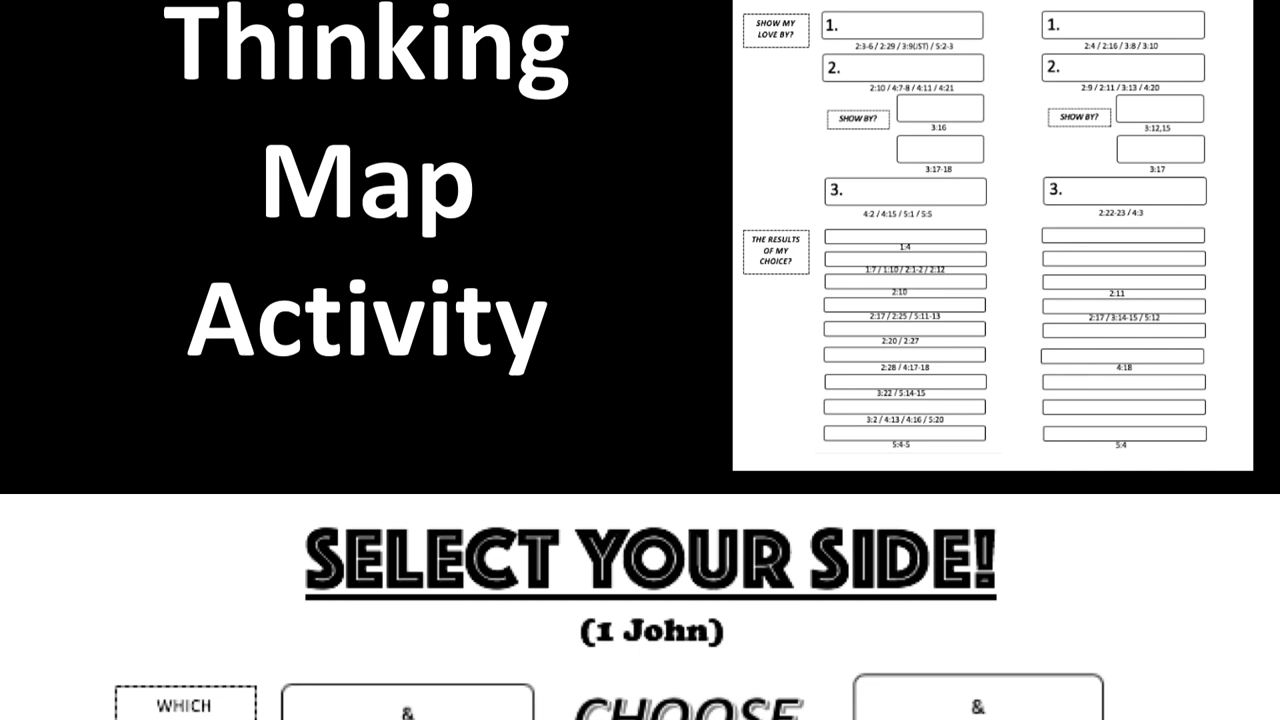 Thinking
Map
Activity
SHOW MY
LOVE BY?
1.
2:3-6 / 2:29 / 3:9(JST) / 5:2-3
2.
2:10 / 4:7-8 / 4:11 / 4:21
SHOW BY?
3:16
3:17-18
3.
4:2 / 4:15 / 5:1 / 5:5
THE RESULTS
OF MY
CHOICE?
1:4
1:7 / 1:10 / 2:1-2 / 2:12
2:10
2:17 / 2:25 / 5:11-13
2:20 / 2:27
2:28 / 4:17-18
3:22 / 5:14-15
3:2 / 4:13 / 4:16 / 5:20
5:4-5
1.
2:4 / 2:16 / 3:8 / 3:10
2.
2:9 / 2:11 / 3:13 / 4:20
SHOW BY?
3:12,15
3:17
3.
2:22-23 / 4:3
2:11
2:17 / 3:14-15 / 5:12
4:18
5:4
SELECT YOUR SIDE!
(1 John)
WHICH
&
CHOOSE
&